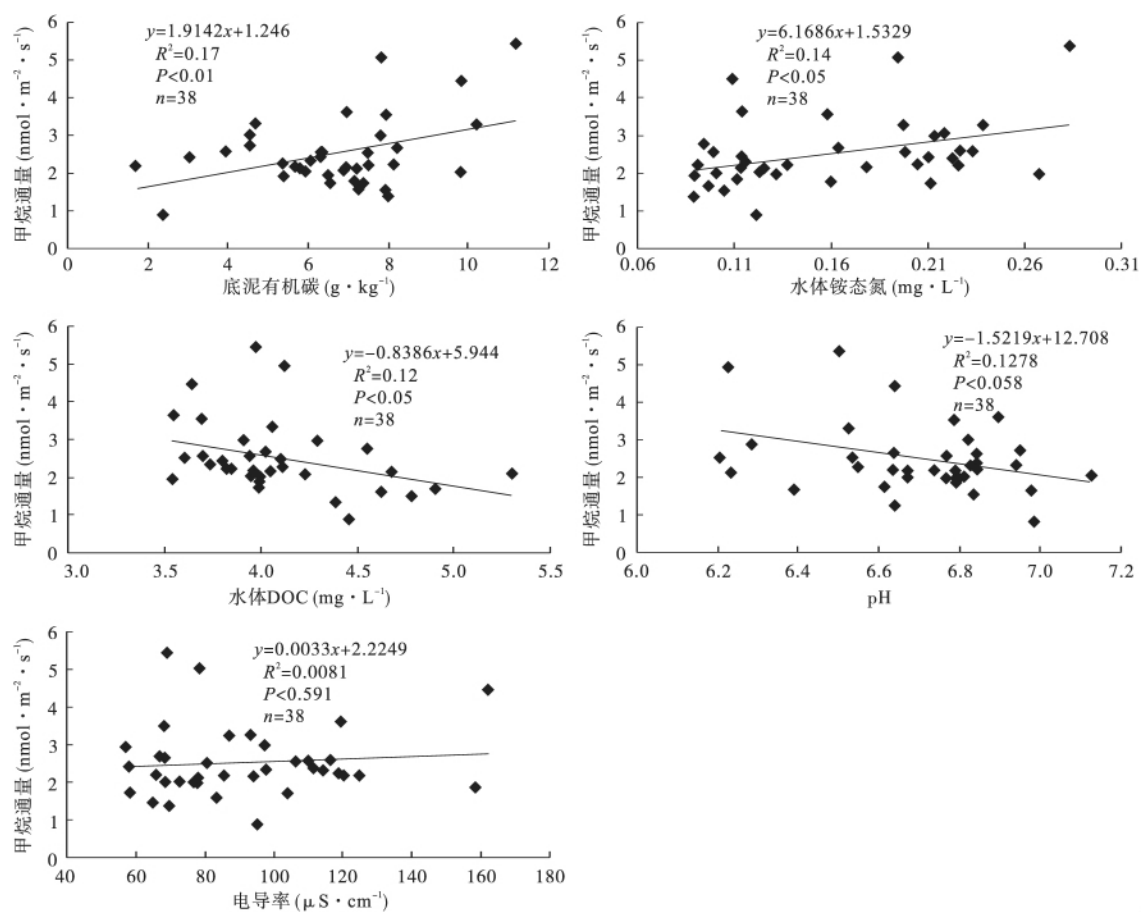 6
5
4
3
2
1
0
甲烷通量 (nmol·m⁻²·s⁻¹)
y=1.9142x+1.246
R²=0.17
P<0.01
n=38
0 2 4 6 8 10 12
底泥有机碳 (g·kg⁻¹)
6
5
4
3
2
1
0
甲烷通量 (nmol·m⁻²·s⁻¹)
y=6.1686x+1.5329
R²=0.14
P<0.05
n=38
0.06 0.11 0.16 0.21 0.26 0.31
水体铵态氮 (mg·L⁻¹)
6
5
4
3
2
1
0
甲烷通量 (nmol·m⁻²·s⁻¹)
y=−0.8386x+5.944
R²=0.12
P<0.05
n=38
3.0 3.5 4.0 4.5 5.0 5.5
水体DOC (mg·L⁻¹)
6
5
4
3
2
1
0
甲烷通量 (nmol·m⁻²·s⁻¹)
y=−1.5219x+12.708
R²=0.1278
P<0.058
n=38
6.0 6.2 6.4 6.6 6.8 7.0 7.2
pH
6
5
4
3
2
1
0
甲烷通量 (nmol·m⁻²·s⁻¹)
y=0.0033x+2.2249
R²=0.0081
P<0.591
n=38
40 60 80 100 120 140 160 180
电导率 (μS·cm⁻¹)